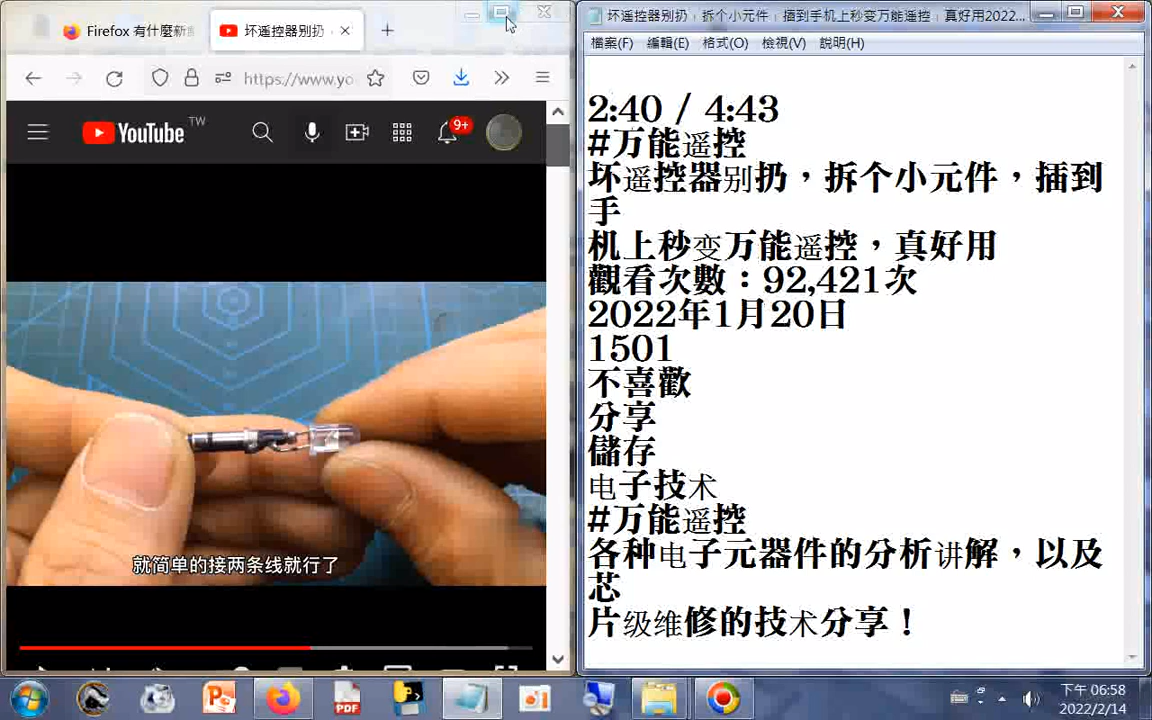 Firefox 有什麼新
坏遥控器别扔
https://www.yo
YouTube
TW
9+
就简单的接两条线就行了
坏遥控器别扔，拆个小元件，插到手机上秒变万能遥控，真好用2022...
檔案(F) 編輯(E) 格式(O) 檢視(V) 說明(H)
2:40 / 4:43
#万能遥控
坏遥控器别扔，拆个小元件，插到
手
机上秒变万能遥控，真好用
觀看次數：92,421次
2022年1月20日
1501
不喜歡
分享
儲存
电子技术
#万能遥控
各种电子元器件的分析讲解，以及
芯
片级维修的技术分享！
PDF
下午 06:58
2022/2/14